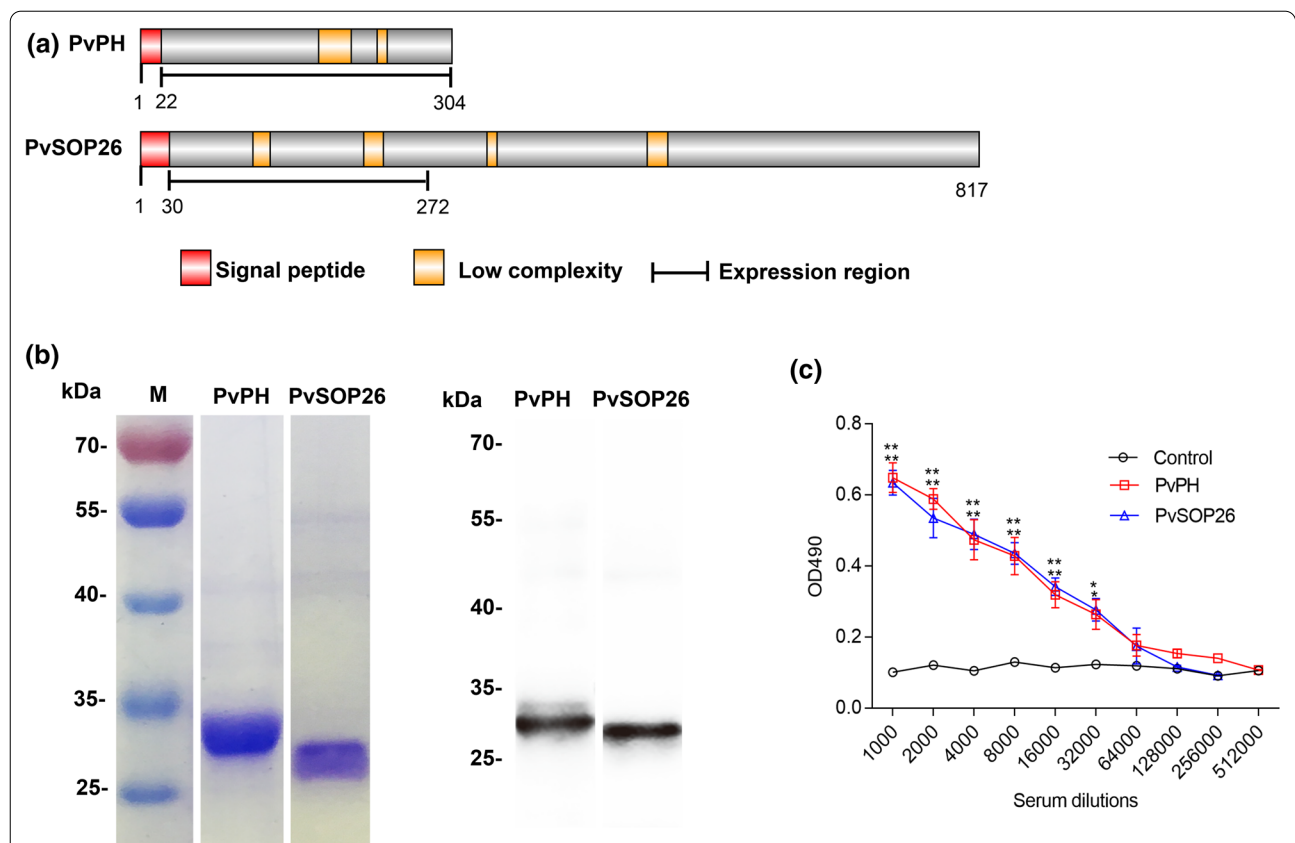 (a) PvPH
1 22 304
PvSOP26
1 30 272 817
Signal peptide Low complexity Expression region
(b)
kDa M PvPH PvSOP26
70-
55-
40-
35-
25-
kDa PvPH PvSOP26
70-
55-
40-
35-
25-
(c)
OD490
0.8
0.6
0.4
0.2
0.0
** ** ** ** ** *
** ** ** ** ** *
Control
PvPH
PvSOP26
1000 2000 4000 8000 16000 32000 64000 128000 256000 512000
Serum dilutions